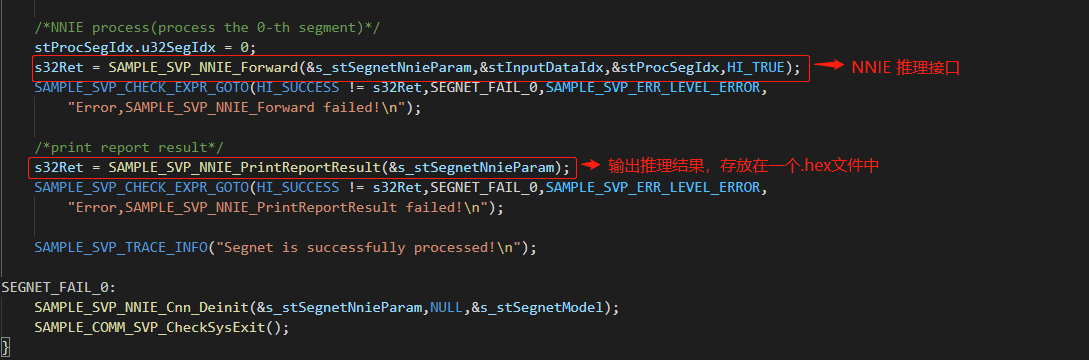 /*NNIE process(process the 0-th segment)*/
stProcSegIdx.u32SegIdx = 0;
s32Ret = SAMPLE_SVP_NNIE_Forward(&s_stSegnetNnieParam,&stInputDataIdx,&stProcSegIdx,HI_TRUE); NNIE 推理接口
SAMPLE_SVP_CHECK_EXPR_GOTO(HI_SUCCESS != s32Ret,SEGNET_FAIL_0,SAMPLE_SVP_ERR_LEVEL_ERROR,
"Error,SAMPLE_SVP_NNIE_Forward failed!\n");
/*print report result*/
s32Ret = SAMPLE_SVP_NNIE_PrintReportResult(&s_stSegnetNnieParam); 输出推理结果，存放在一个.hex文件中
SAMPLE_SVP_CHECK_EXPR_GOTO(HI_SUCCESS != s32Ret,SEGNET_FAIL_0,SAMPLE_SVP_ERR_LEVEL_ERROR,
"Error,SAMPLE_SVP_NNIE_PrintReportResult failed!\n");
SAMPLE_SVP_TRACE_INFO("Segnet is successfully processed!\n");
SEGNET_FAIL_0:
SAMPLE_SVP_NNIE_Cnn_Deinit(&s_stSegnetNnieParam,NULL,&s_stSegnetModel);
SAMPLE_COMM_SVP_CheckSysExit();
}